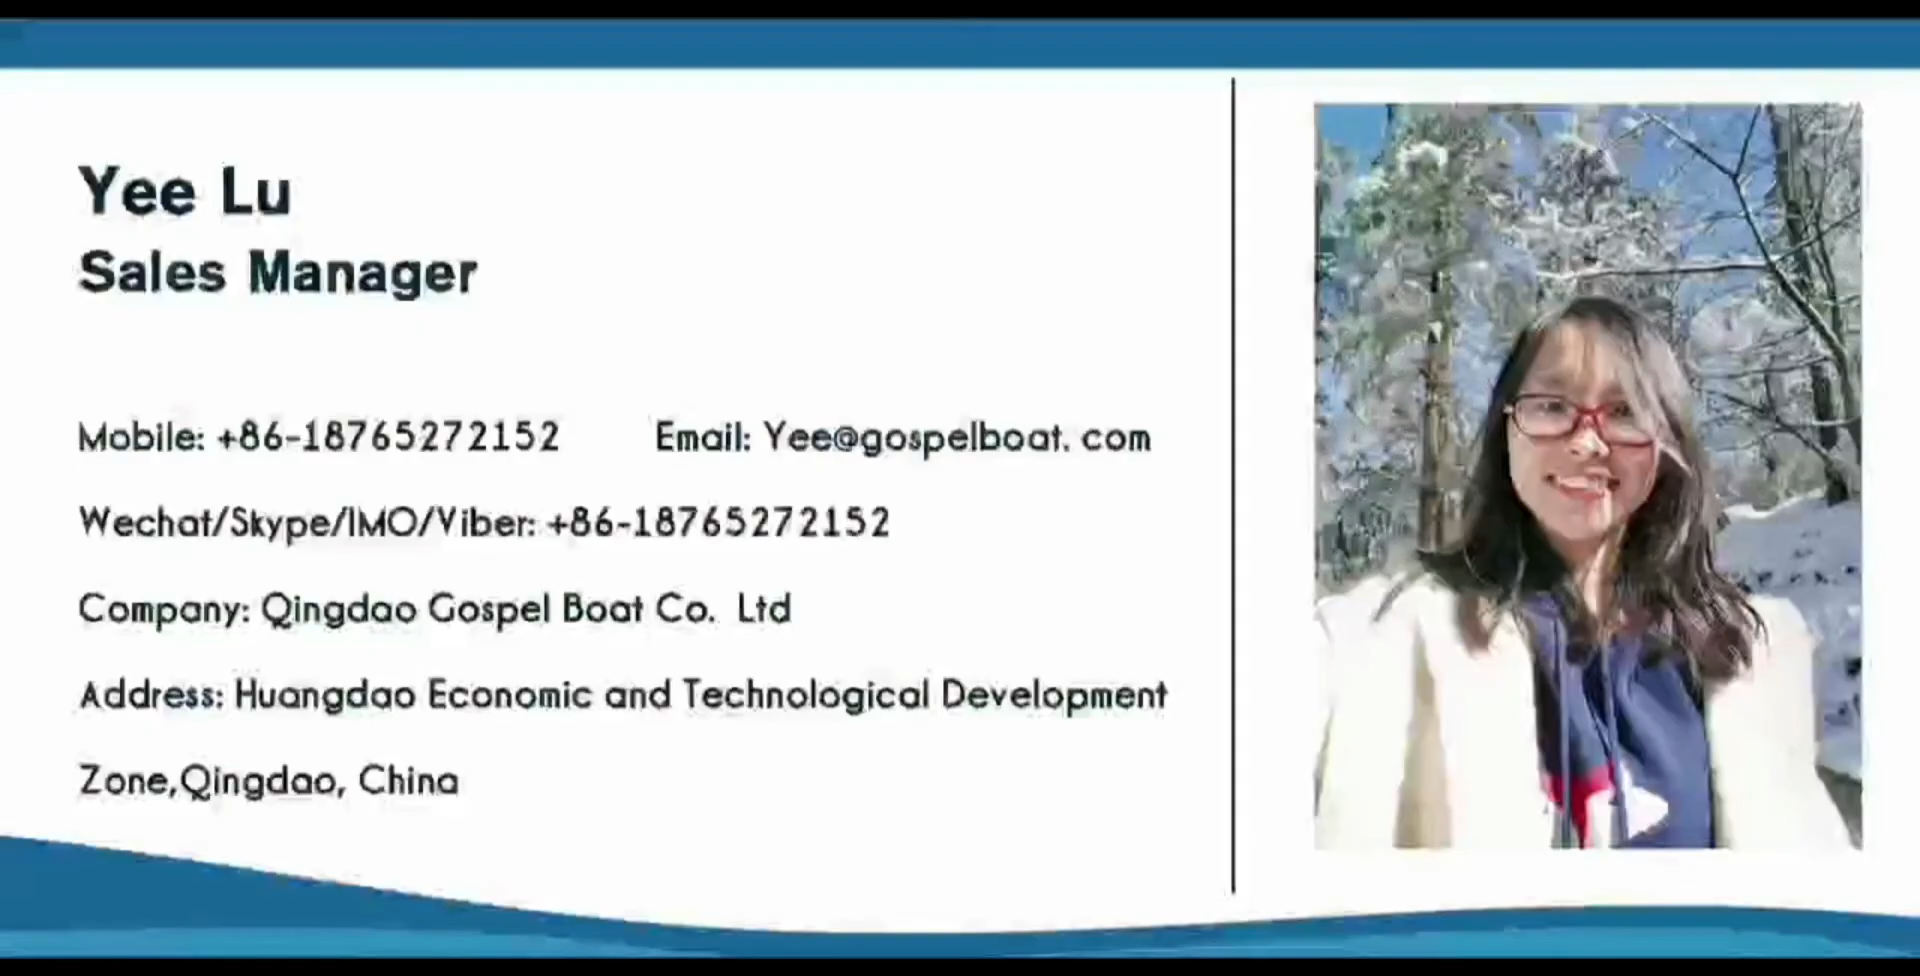 Yee Lu
Sales Manager
Mobile: +86-18765272152 Email: Yee@gospelboat. com
Wechat/Skype/IMO/Viber: +86-18765272152
Company: Qingdao Gospel Boat Co. Ltd
Address: Huangdao Economic and Technological Development
Zone,Qingdao, China